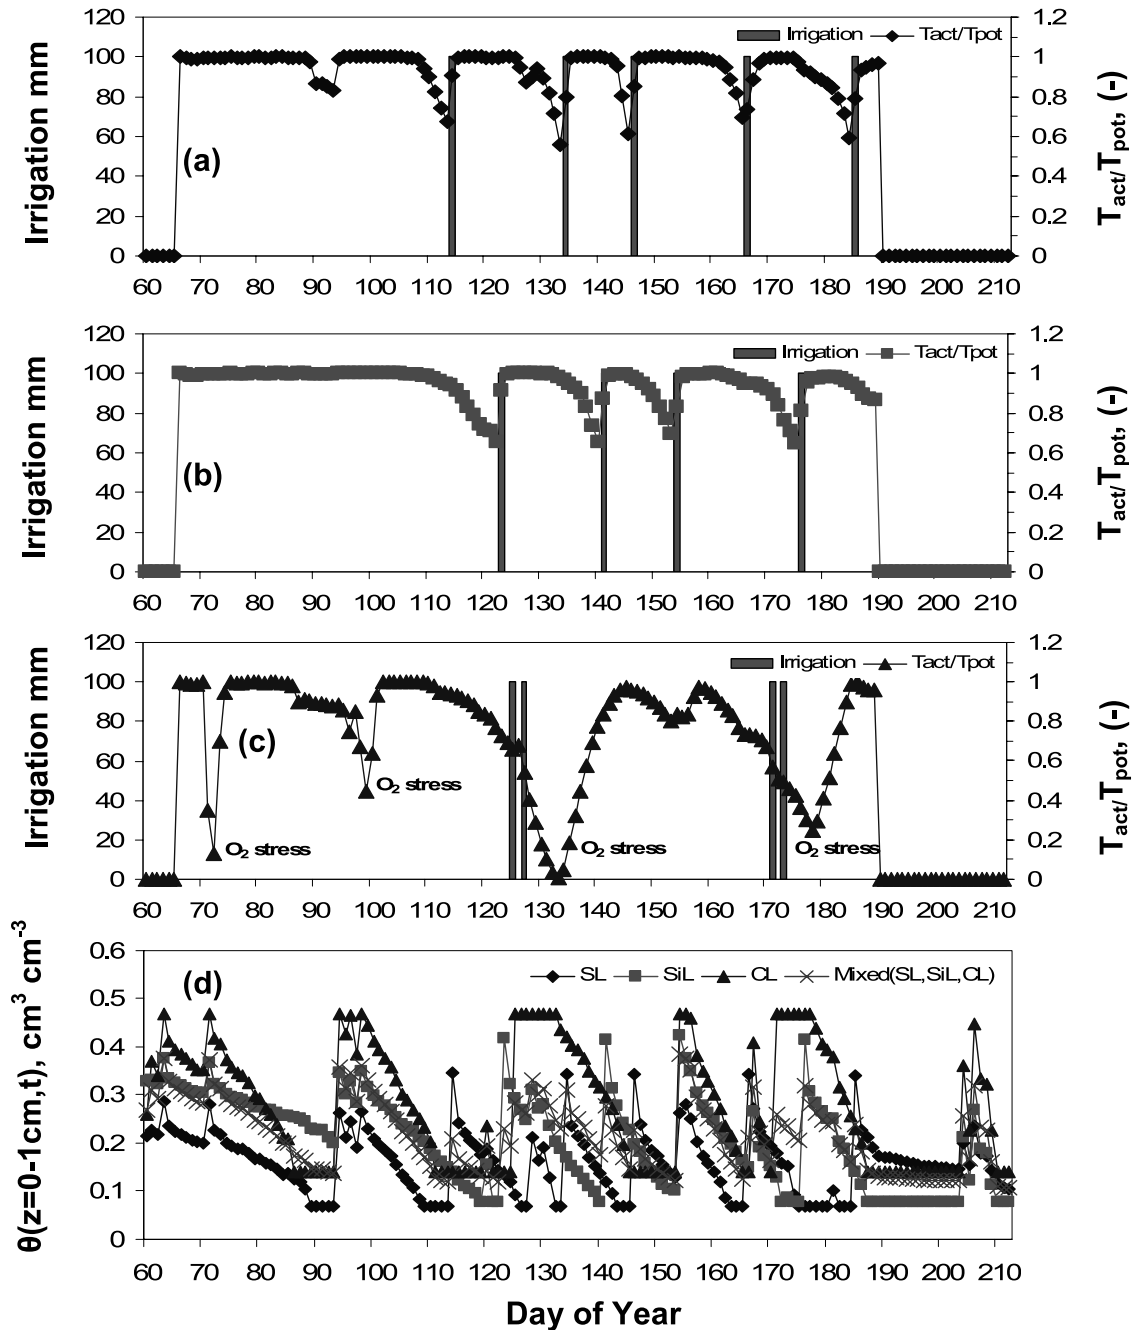 120
100
80
60
40
20
0
Irrigation mm
(a)
Irrigation
Tact/Tpot
1.2
1
0.8
0.6
0.4
0.2
0
Tact/Tpot, (-)
60 70 80 90 100 110 120 130 140 150 160 170 180 190 200 210
120
100
80
60
40
20
0
Irrigation mm
(b)
Irrigation
Tact/Tpot
1.2
1
0.8
0.6
0.4
0.2
0
Tact/Tpot, (-)
60 70 80 90 100 110 120 130 140 150 160 170 180 190 200 210
120
100
80
60
40
20
0
Irrigation mm
(c)
Irrigation
Tact/Tpot
O2 stress
O2 stress
O2 stress
O2 stress
1.2
1
0.8
0.6
0.4
0.2
0
Tact/Tpot, (-)
60 70 80 90 100 110 120 130 140 150 160 170 180 190 200 210
0.6
0.5
0.4
0.3
0.2
0.1
0
θ(z=0-1cm,t), cm³ cm⁻³
(d)
SL
SiL
CL
Mixed(SL,SiL,CL)
60 70 80 90 100 110 120 130 140 150 160 170 180 190 200 210
Day of Year